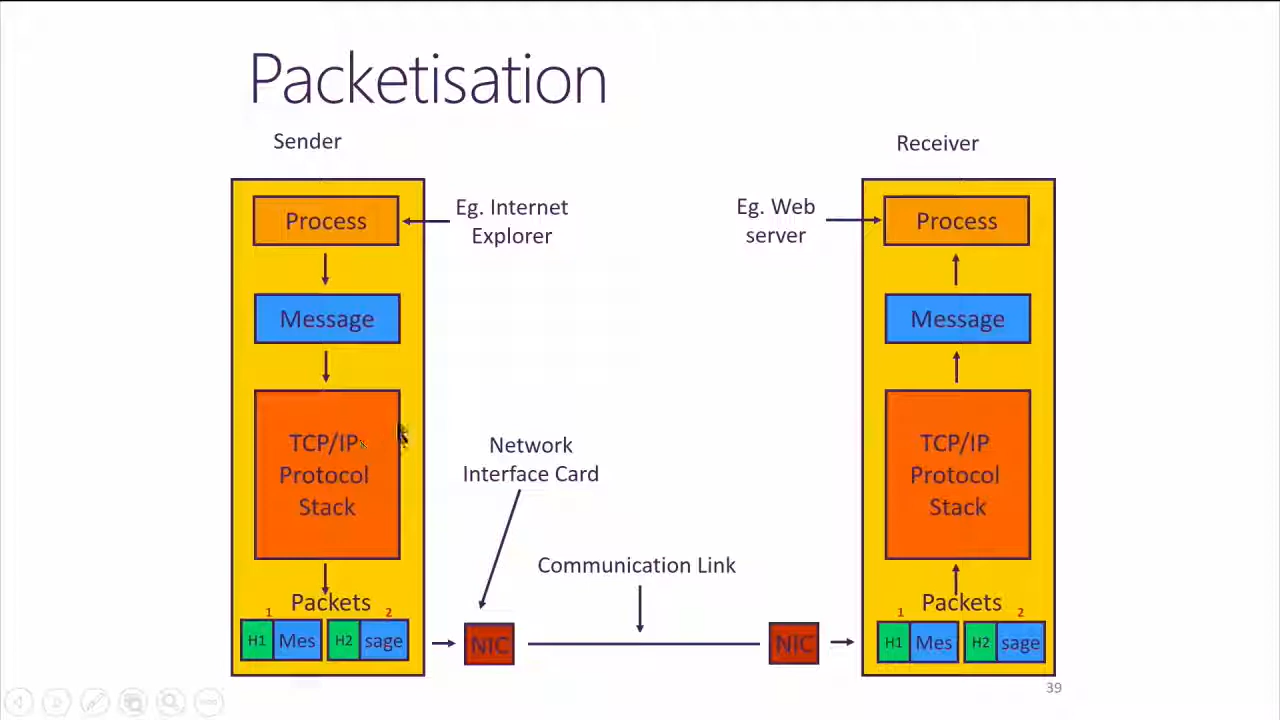 Packetisation
Sender
Receiver
Process
Eg. Internet
Explorer
Eg. Web
server
Process
Message
Message
TCP/IP
Protocol
Stack
Network
Interface Card
TCP/IP
Protocol
Stack
Communication Link
Packets
1
2
H1
Mes
H2
sage
NIC
NIC
Packets
1
2
H1
Mes
H2
sage
39